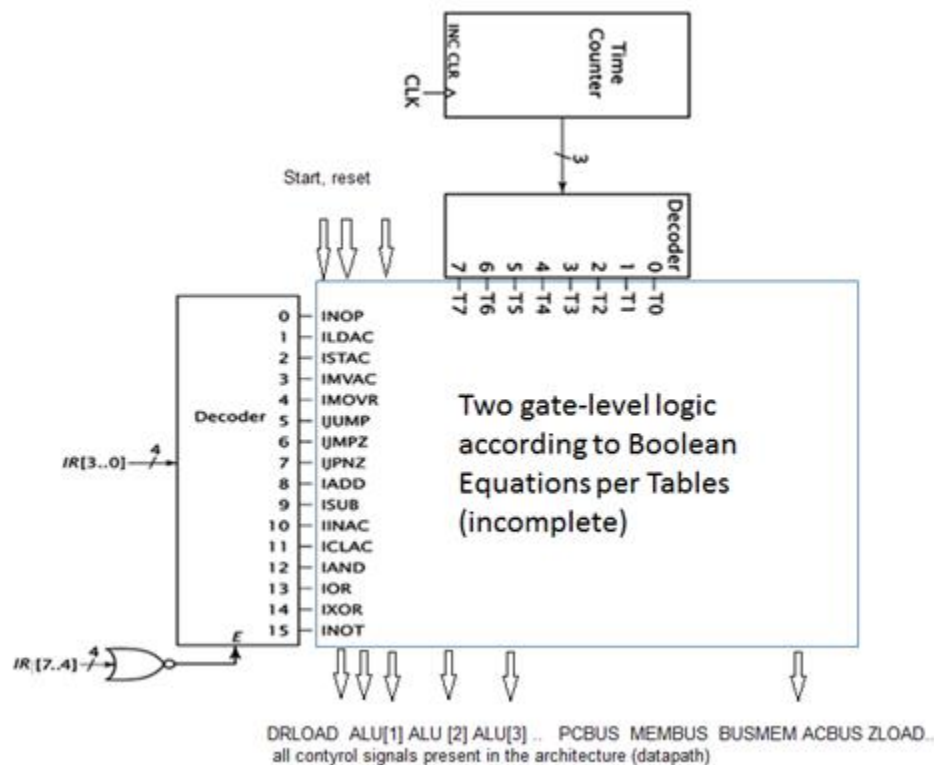 INC CLR
Time
Counter
CLK
3
Start, reset
Decoder
7 6 5 4 3 2 1 0
T7 T6 T5 T4 T3 T2 T1 T0
0 INOP
1 ILDAC
2 ISTAC
3 IMVAC
4 IMOVR
Decoder 5 IJUMP
6 IJMPZ
IR[3..0] 4 7 IJPNZ
8 IADD
9 ISUB
10 IINAC
11 ICLAC
12 IAND
13 IOR
14 IXOR
15 INOT
E
IR [7..4] 4
Two gate-level logic
according to Boolean
Equations per Tables
(incomplete)
DRLOAD ALU[1] ALU [2] ALU[3] .. PCBUS MEMBUS BUSMEM ACBUS ZLOAD..
all contyrol signals present in the architecture (datapath)